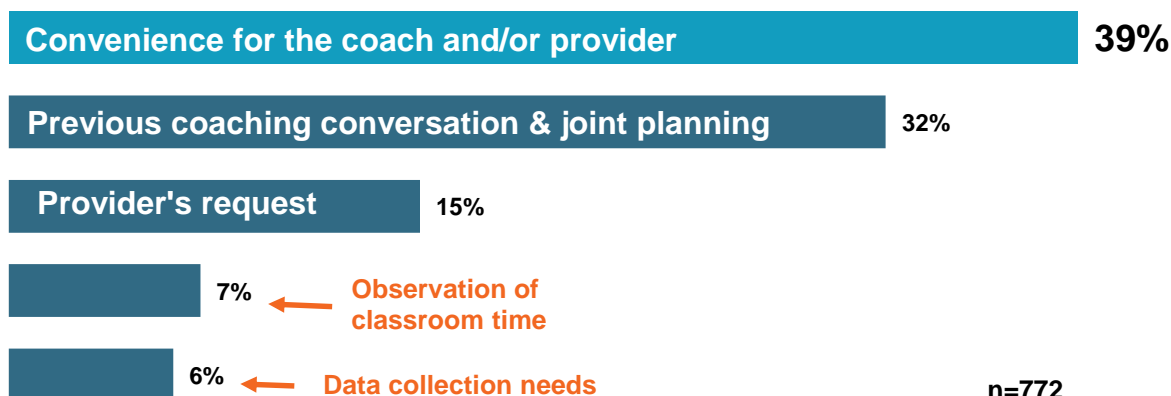 Convenience for the coach and/or provider 39%
Previous coaching conversation & joint planning 32%
Provider's request 15%
7% Observation of
classroom time
6% Data collection needs
n=772